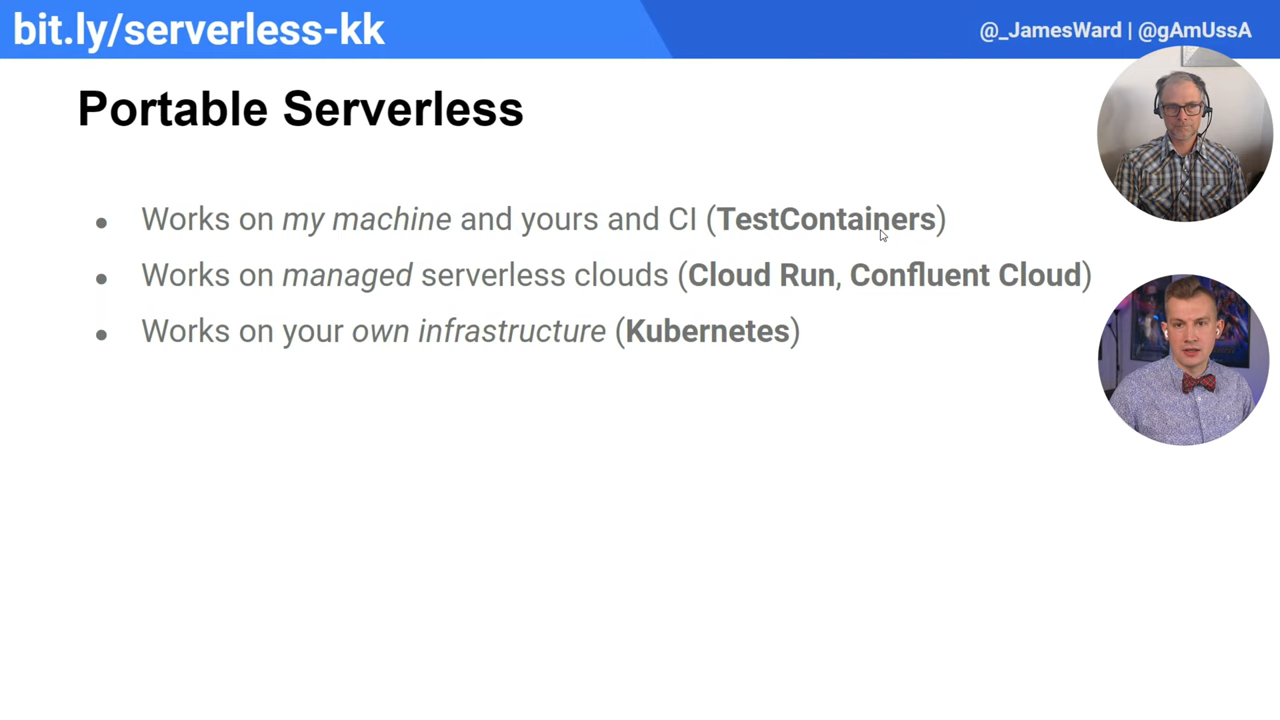 bit.ly/serverless-kk
@_JamesWard | @gAmUssA
Portable Serverless
• Works on my machine and yours and CI (TestContainers)
• Works on managed serverless clouds (Cloud Run, Confluent Cloud)
• Works on your own infrastructure (Kubernetes)